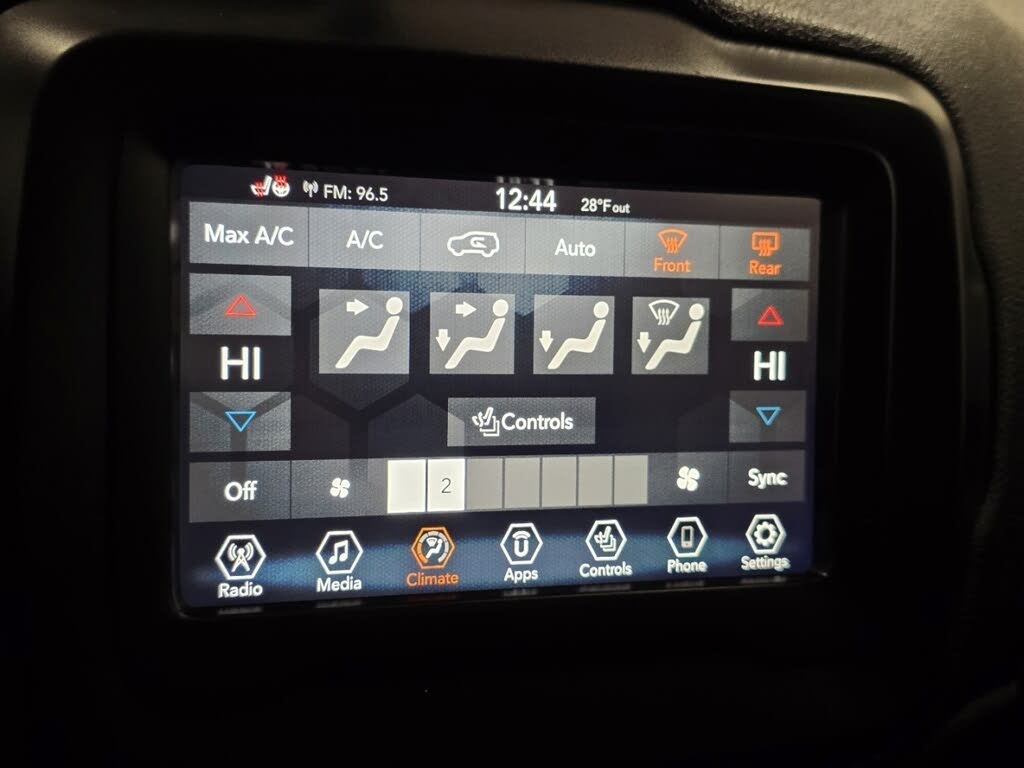 FM: 96.5 12:44 28°F out
Max A/C A/C Auto Front Rear
HI HI
Controls
Off 2 Sync
Radio Media Climate Apps Controls Phone Settings